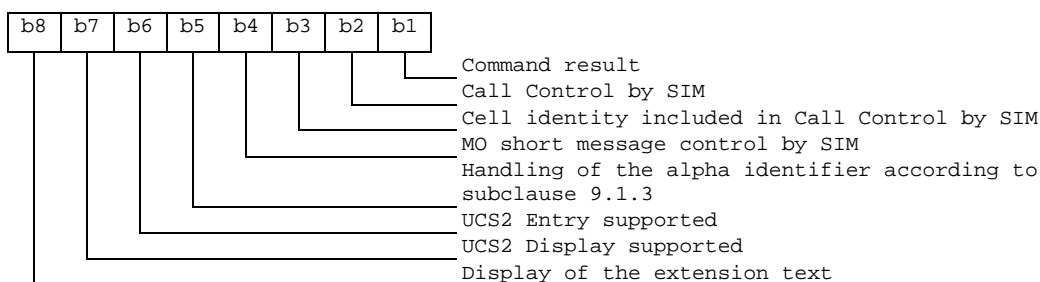 b8 b7 b6 b5 b4 b3 b2 b1
Command result
Call Control by SIM
Cell identity included in Call Control by SIM
MO short message control by SIM
Handling of the alpha identifier according to
subclause 9.1.3
UCS2 Entry supported
UCS2 Display supported
Display of the extension text